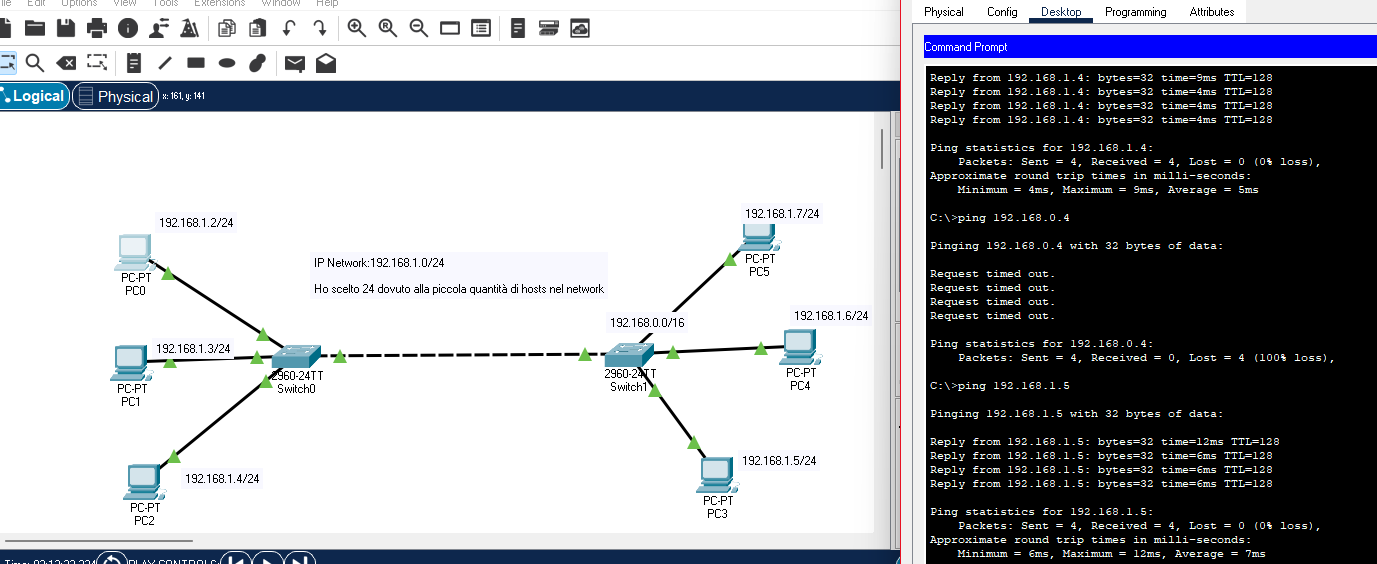 File Edit Options View Tools Extensions Window Help
Logical
Physical
x: 161, y: 141
192.168.1.2/24
PC-PT
PC0
192.168.1.3/24
PC-PT
PC1
192.168.1.4/24
PC-PT
PC2
IP Network:192.168.1.0/24
Ho scelto 24 dovuto alla piccola quantità di hosts nel network
2960-24TT
Switch0
192.168.0.0/16
2960-24TT
Switch1
192.168.1.7/24
PC-PT
PC5
192.168.1.6/24
PC-PT
PC4
192.168.1.5/24
PC-PT
PC3
PLAY CONTROLS:
Physical Config Desktop Programming Attributes
Command Prompt
Reply from 192.168.1.4: bytes=32 time=9ms TTL=128
Reply from 192.168.1.4: bytes=32 time=4ms TTL=128
Reply from 192.168.1.4: bytes=32 time=4ms TTL=128
Reply from 192.168.1.4: bytes=32 time=4ms TTL=128
Ping statistics for 192.168.1.4:
Packets: Sent = 4, Received = 4, Lost = 0 (0% loss),
Approximate round trip times in milli-seconds:
Minimum = 4ms, Maximum = 9ms, Average = 5ms
C:\>ping 192.168.0.4
Pinging 192.168.0.4 with 32 bytes of data:
Request timed out.
Request timed out.
Request timed out.
Request timed out.
Ping statistics for 192.168.0.4:
Packets: Sent = 4, Received = 0, Lost = 4 (100% loss),
C:\>ping 192.168.1.5
Pinging 192.168.1.5 with 32 bytes of data:
Reply from 192.168.1.5: bytes=32 time=12ms TTL=128
Reply from 192.168.1.5: bytes=32 time=6ms TTL=128
Reply from 192.168.1.5: bytes=32 time=6ms TTL=128
Reply from 192.168.1.5: bytes=32 time=6ms TTL=128
Ping statistics for 192.168.1.5:
Packets: Sent = 4, Received = 4, Lost = 0 (0% loss),
Approximate round trip times in milli-seconds:
Minimum = 6ms, Maximum = 12ms, Average = 7ms